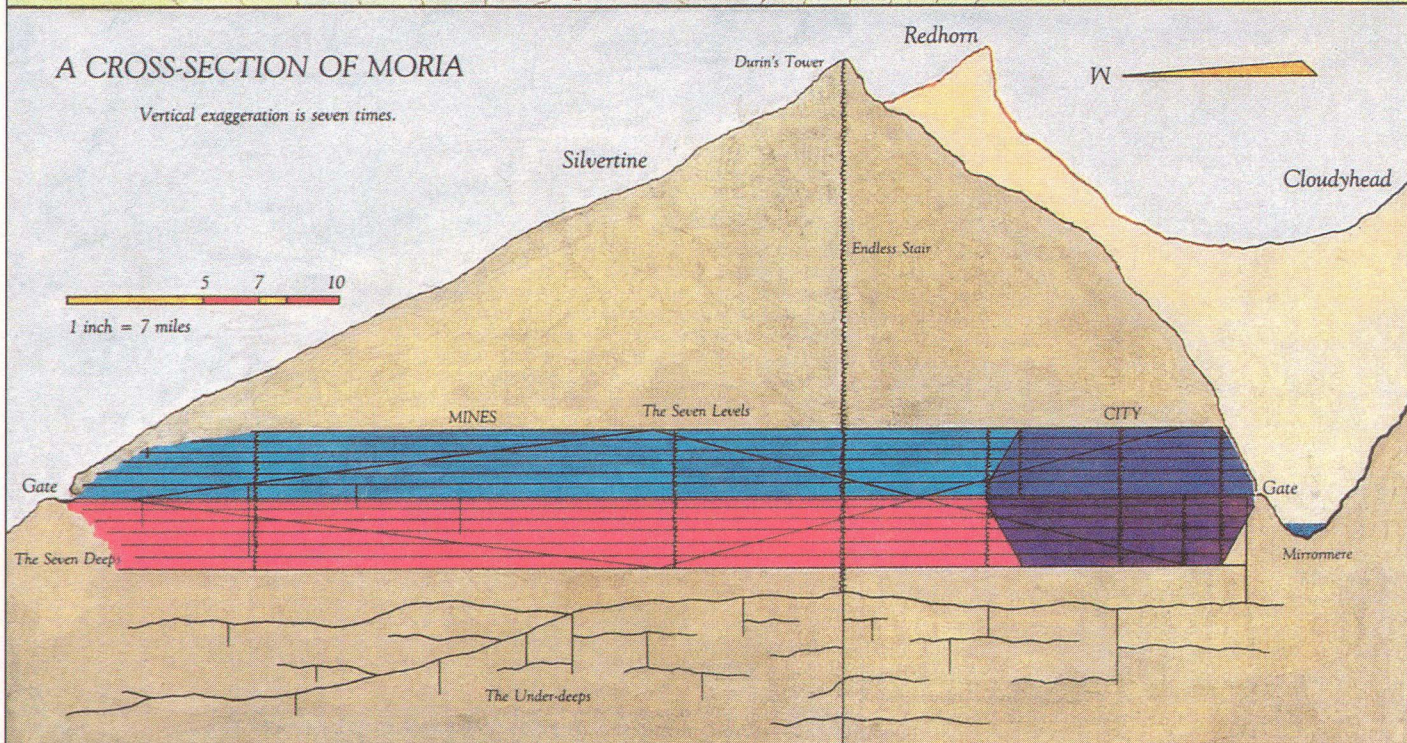 A CROSS-SECTION OF MORIA
Vertical exaggeration is seven times.
Durin's Tower
Redhorn
M
Silvertine
Cloudyhead
Endless Stair
5 7 10
1 inch = 7 miles
MINES
The Seven Levels
CITY
Gate
Gate
The Seven Deeps
Mirrormere
The Under-deeps